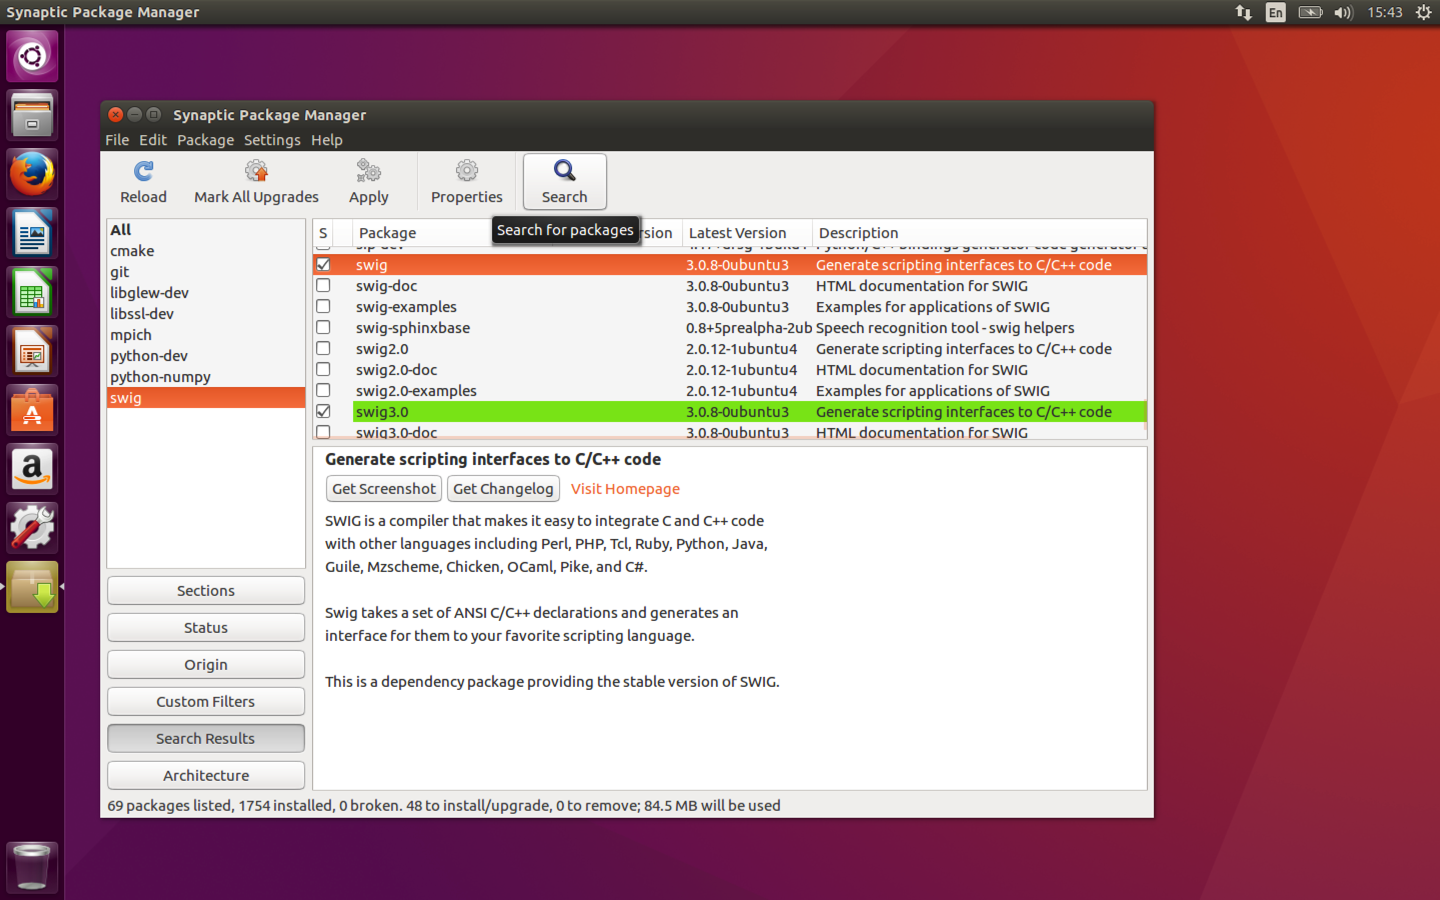 Synaptic Package Manager
En
15:43
Synaptic Package Manager
File Edit Package Settings Help
Reload Mark All Upgrades Apply Properties Search
Search for packages
S Package rsion Latest Version Description
All
cmake
git
libglew-dev
libssl-dev
mpich
python-dev
python-numpy
swig
swig 3.0.8-0ubuntu3 Generate scripting interfaces to C/C++ code
swig-doc 3.0.8-0ubuntu3 HTML documentation for SWIG
swig-examples 3.0.8-0ubuntu3 Examples for applications of SWIG
swig-sphinxbase 0.8+5prealpha-2ub Speech recognition tool - swig helpers
swig2.0 2.0.12-1ubuntu4 Generate scripting interfaces to C/C++ code
swig2.0-doc 2.0.12-1ubuntu4 HTML documentation for SWIG
swig2.0-examples 2.0.12-1ubuntu4 Examples for applications of SWIG
swig3.0 3.0.8-0ubuntu3 Generate scripting interfaces to C/C++ code
swig3.0-doc 3.0.8-0ubuntu3 HTML documentation for SWIG
Generate scripting interfaces to C/C++ code
Get Screenshot Get Changelog Visit Homepage
SWIG is a compiler that makes it easy to integrate C and C++ code
with other languages including Perl, PHP, Tcl, Ruby, Python, Java,
Guile, Mzscheme, Chicken, OCaml, Pike, and C#.
Swig takes a set of ANSI C/C++ declarations and generates an
interface for them to your favorite scripting language.
This is a dependency package providing the stable version of SWIG.
Sections
Status
Origin
Custom Filters
Search Results
Architecture
69 packages listed, 1754 installed, 0 broken. 48 to install/upgrade, 0 to remove; 84.5 MB will be used